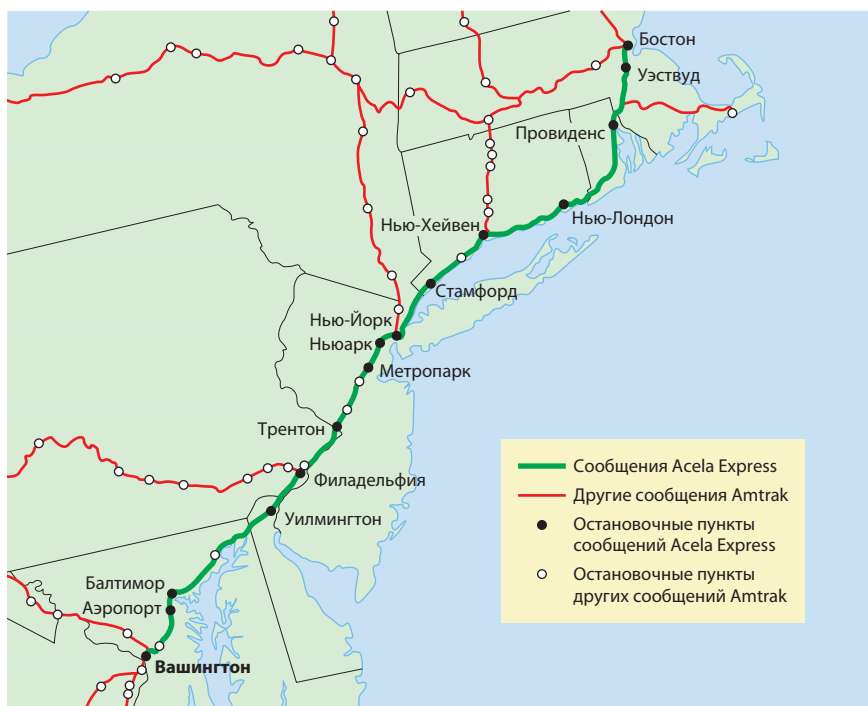 Бостон
Уэствуд
Провиденс
Нью-Лондон
Нью-Хейвен
Стамфорд
Нью-Йорк
Ньюарк
Метропарк
Трентон
Филадельфия
Уилмингтон
Балтимор
Аэропорт
Вашингтон
Сообщения Acela Express
Другие сообщения Amtrak
Остановочные пункты
сообщений Acela Express
Остановочные пункты
других сообщений Amtrak